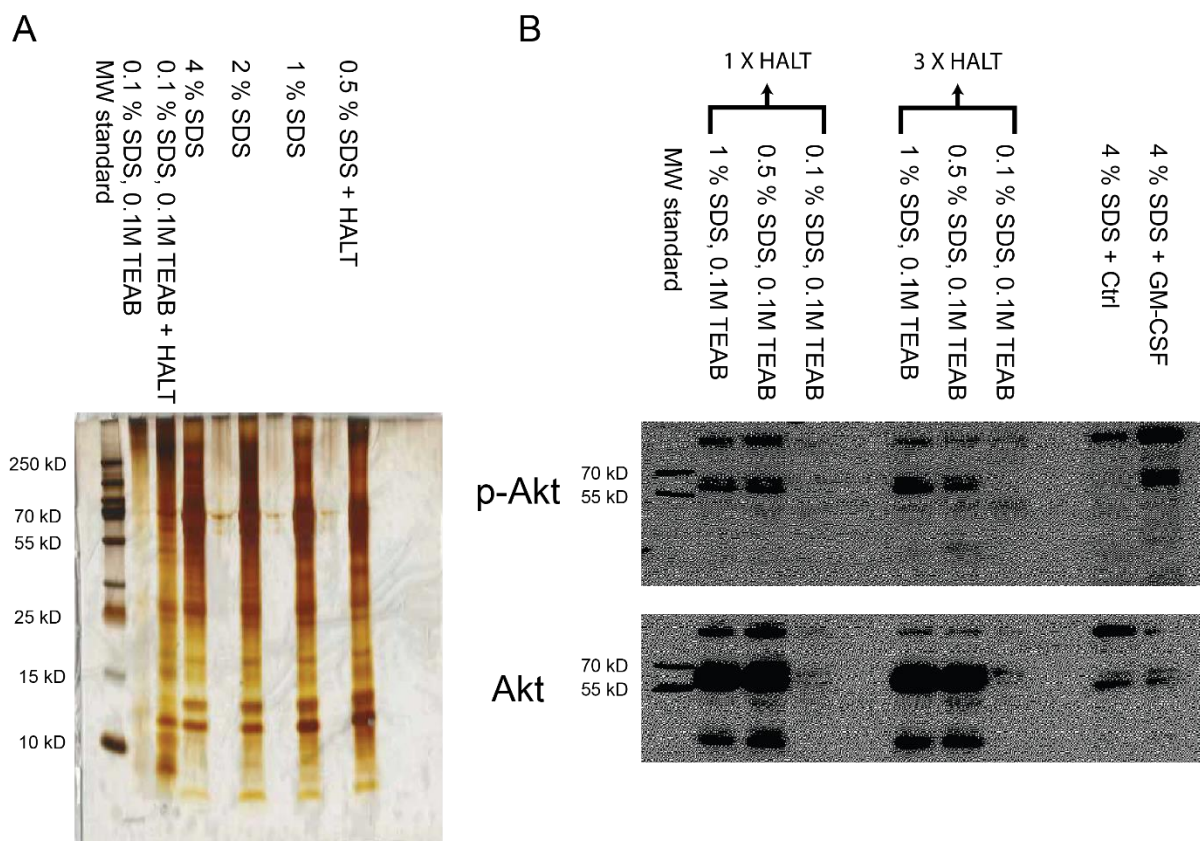 A
MW standard
0.1 % SDS, 0.1M TEAB
0.1 % SDS, 0.1M TEAB + HALT
4 % SDS
2 % SDS
1 % SDS
0.5 % SDS + HALT
250 kD
70 kD
55 kD
25 kD
15 kD
10 kD
B
1 X HALT
3 X HALT
MW standard
1 % SDS, 0.1M TEAB
0.5 % SDS, 0.1M TEAB
0.1 % SDS, 0.1M TEAB
1 % SDS, 0.1M TEAB
0.5 % SDS, 0.1M TEAB
0.1 % SDS, 0.1M TEAB
4 % SDS + Ctrl
4 % SDS + GM-CSF
p-Akt
70 kD
55 kD
Akt
70 kD
55 kD